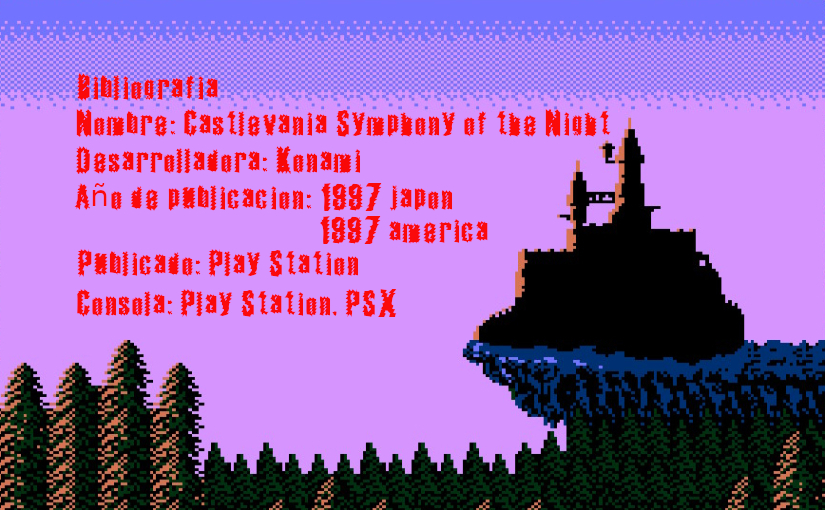 Bibliografia
Nombre: Castlevania Symphony of the Night
Desarrolladora: Konami
Año de publicacion: 1997 japon
1997 america
Publicado: Play Station
Consola: Play Station, PSX